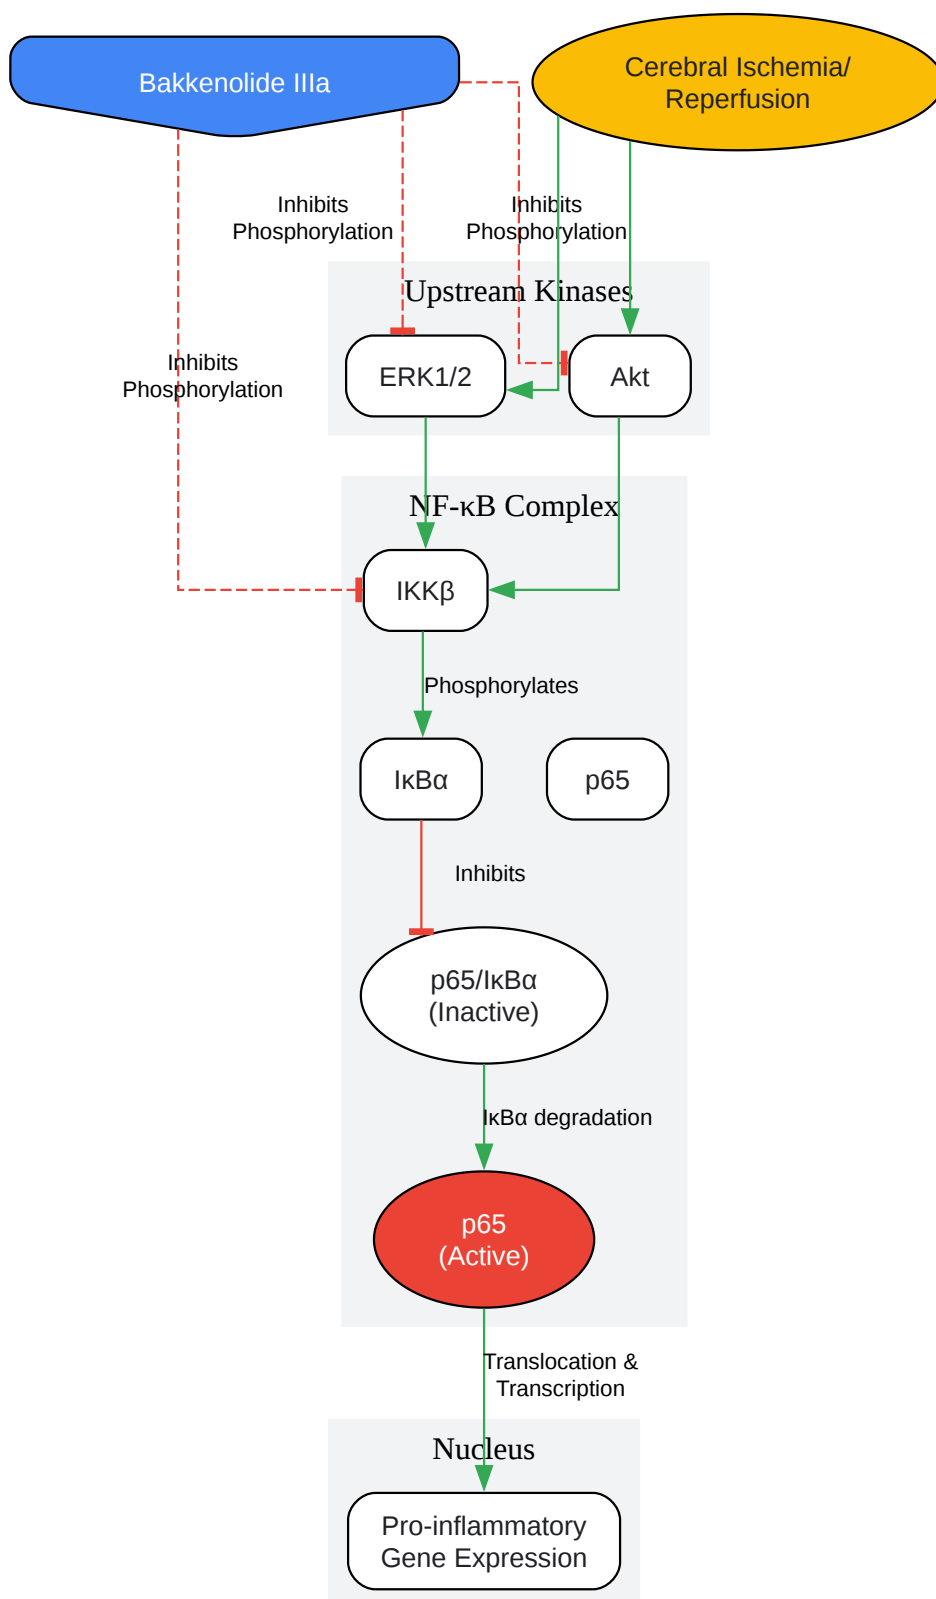 Bakkenolide IIIa
Cerebral Ischemia/
Reperfusion
Inhibits
Phosphorylation
Inhibits
Phosphorylation
Upstream Kinases
Inhibits
Phosphorylation
ERK1/2
Akt
NF-κB Complex
IKKβ
Phosphorylates
IκBα
p65
Inhibits
p65/IκBα
(Inactive)
IκBα degradation
p65
(Active)
Translocation &
Transcription
Nucleus
Pro-inflammatory
Gene Expression